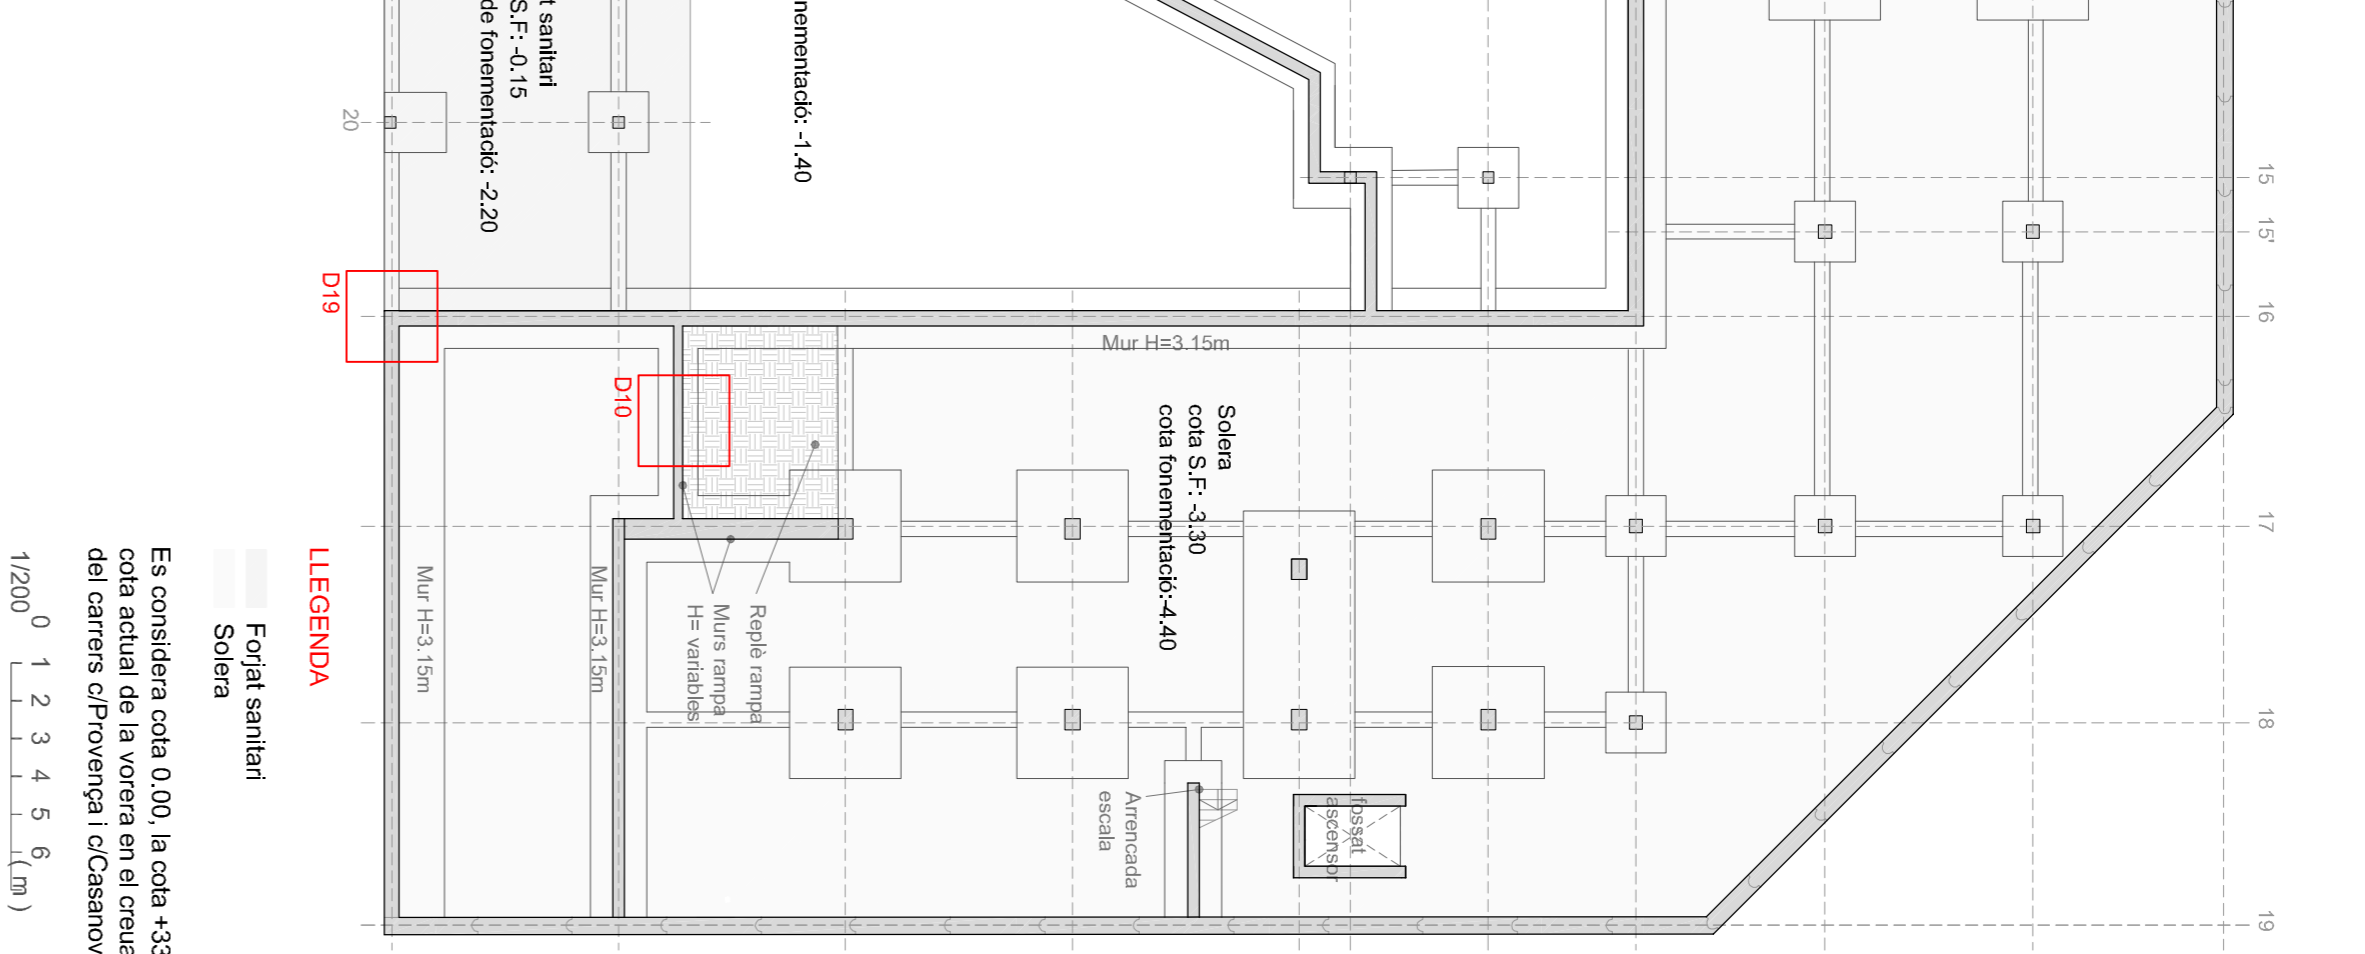 t sanitari
S.F: -0.15
de fonementació: -2.20
nementació: -1.40
20
15
15'
16
17
18
19
D19
D10
Mur H=3.15m
Solera
cota S.F: -3.30
cota fonementació:-4.40
Mur H=3.15m
Mur H=3.15m
Replè rampa
Murs rampa
H= variables
Arrencada
escala
fossat
ascensor
LLEGENDA
Forjat sanitari
Solera
Es considera cota 0.00, la cota +33
cota actual de la vorera en el creua
del carrers c/Provença i c/Casanov
0 1 2 3 4 5 6 (m)
1/200